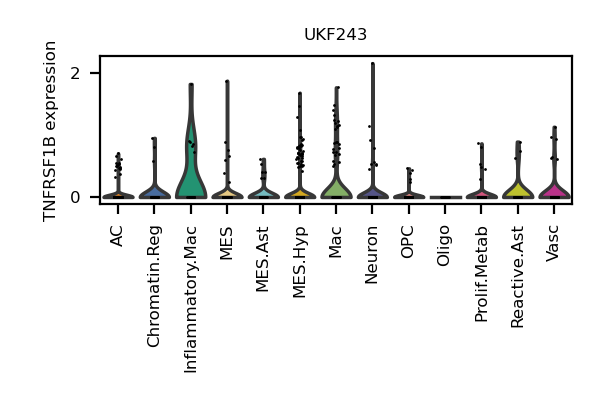 UKF243
TNFRSF1B expression
2
0
AC
Chromatin.Reg
Inflammatory.Mac
MES
MES.Ast
MES.Hyp
Mac
Neuron
OPC
Oligo
Prolif.Metab
Reactive.Ast
Vasc